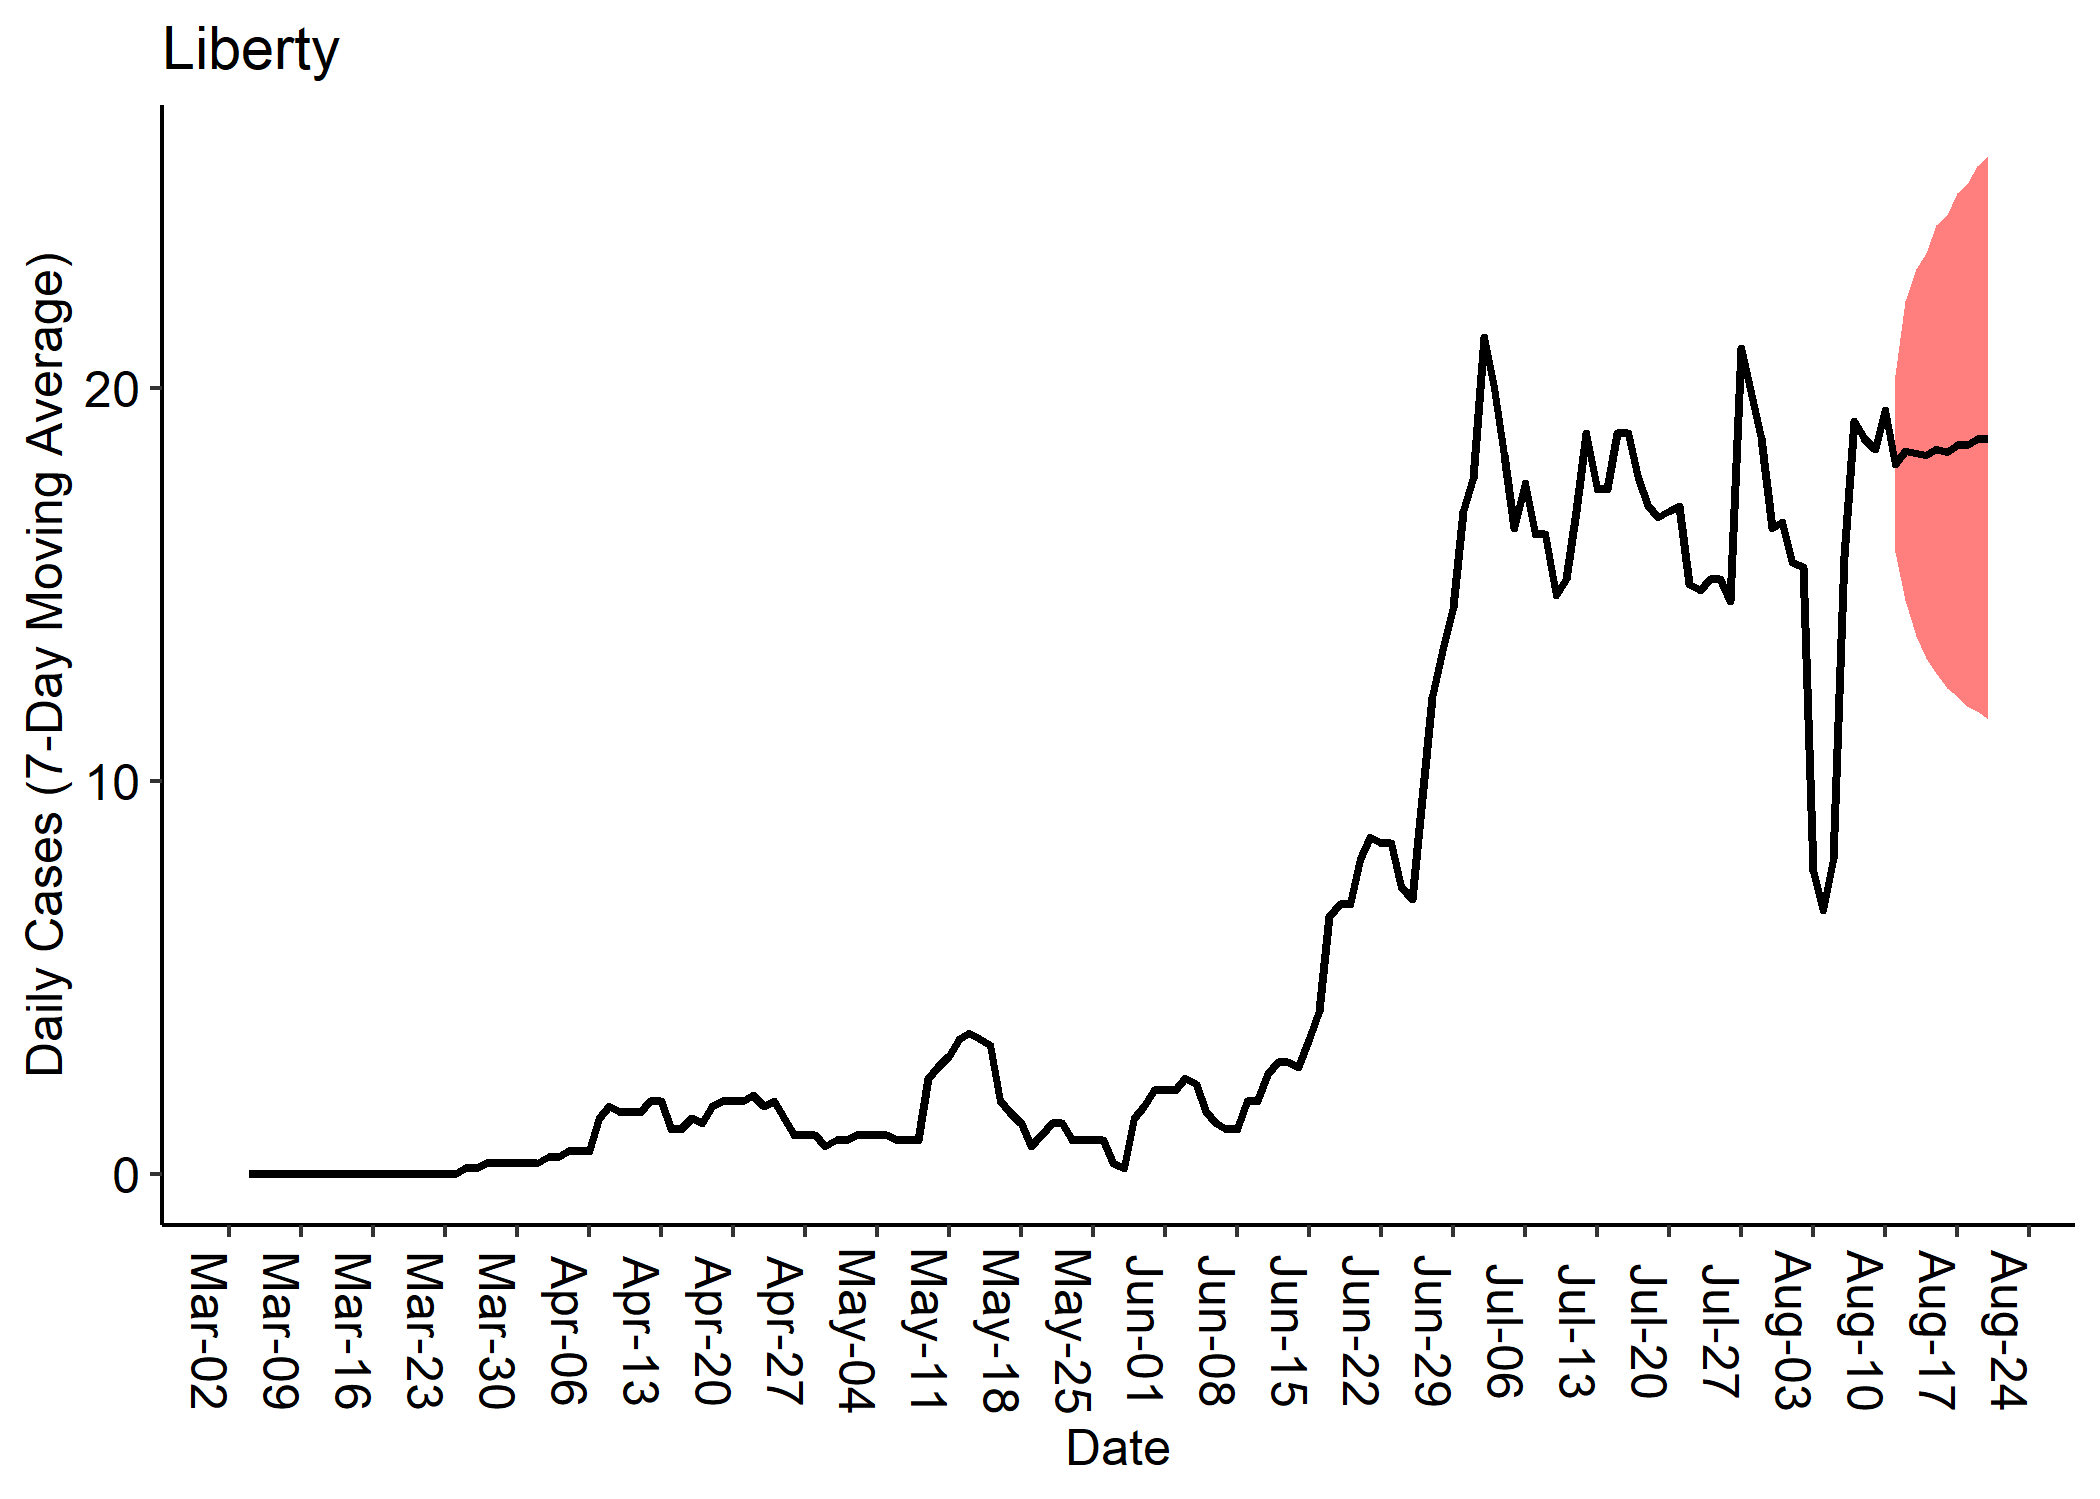 Liberty
Daily Cases (7-Day Moving Average)
20
10
0
Mar-02
Mar-09
Mar-16
Mar-23
Mar-30
Apr-06
Apr-13
Apr-20
Apr-27
May-04
May-11
May-18
May-25
Jun-01
Jun-08
Jun-15
Jun-22
Jun-29
Jul-06
Jul-13
Jul-20
Jul-27
Aug-03
Aug-10
Aug-17
Aug-24
Date